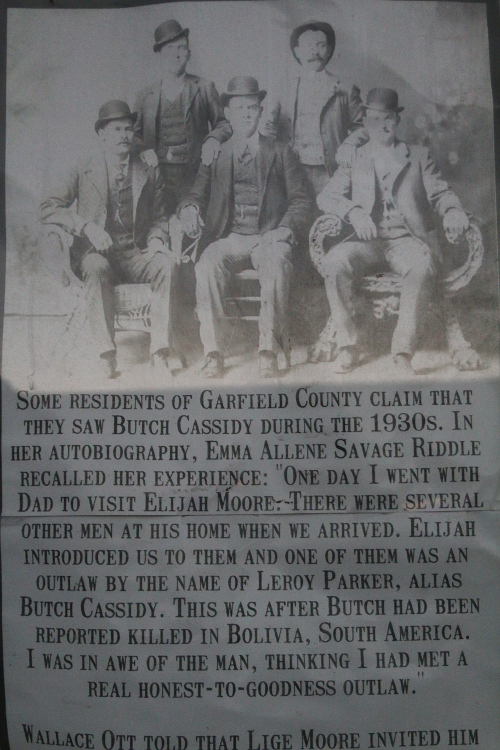 Some residents of Garfield County claim that
they saw Butch Cassidy during the 1930s. In
her autobiography, Emma Allene Savage Riddle
recalled her experience: "One day I went with
Dad to visit Elijah Moore--There were several
other men at his home when we arrived. Elijah
introduced us to them and one of them was an
outlaw by the name of Leroy Parker, alias
Butch Cassidy. This was after Butch had been
reported killed in Bolivia, South America.
I was in awe of the man, thinking I had met a
real honest-to-goodness outlaw."
Wallace Ott told that Lige Moore invited him